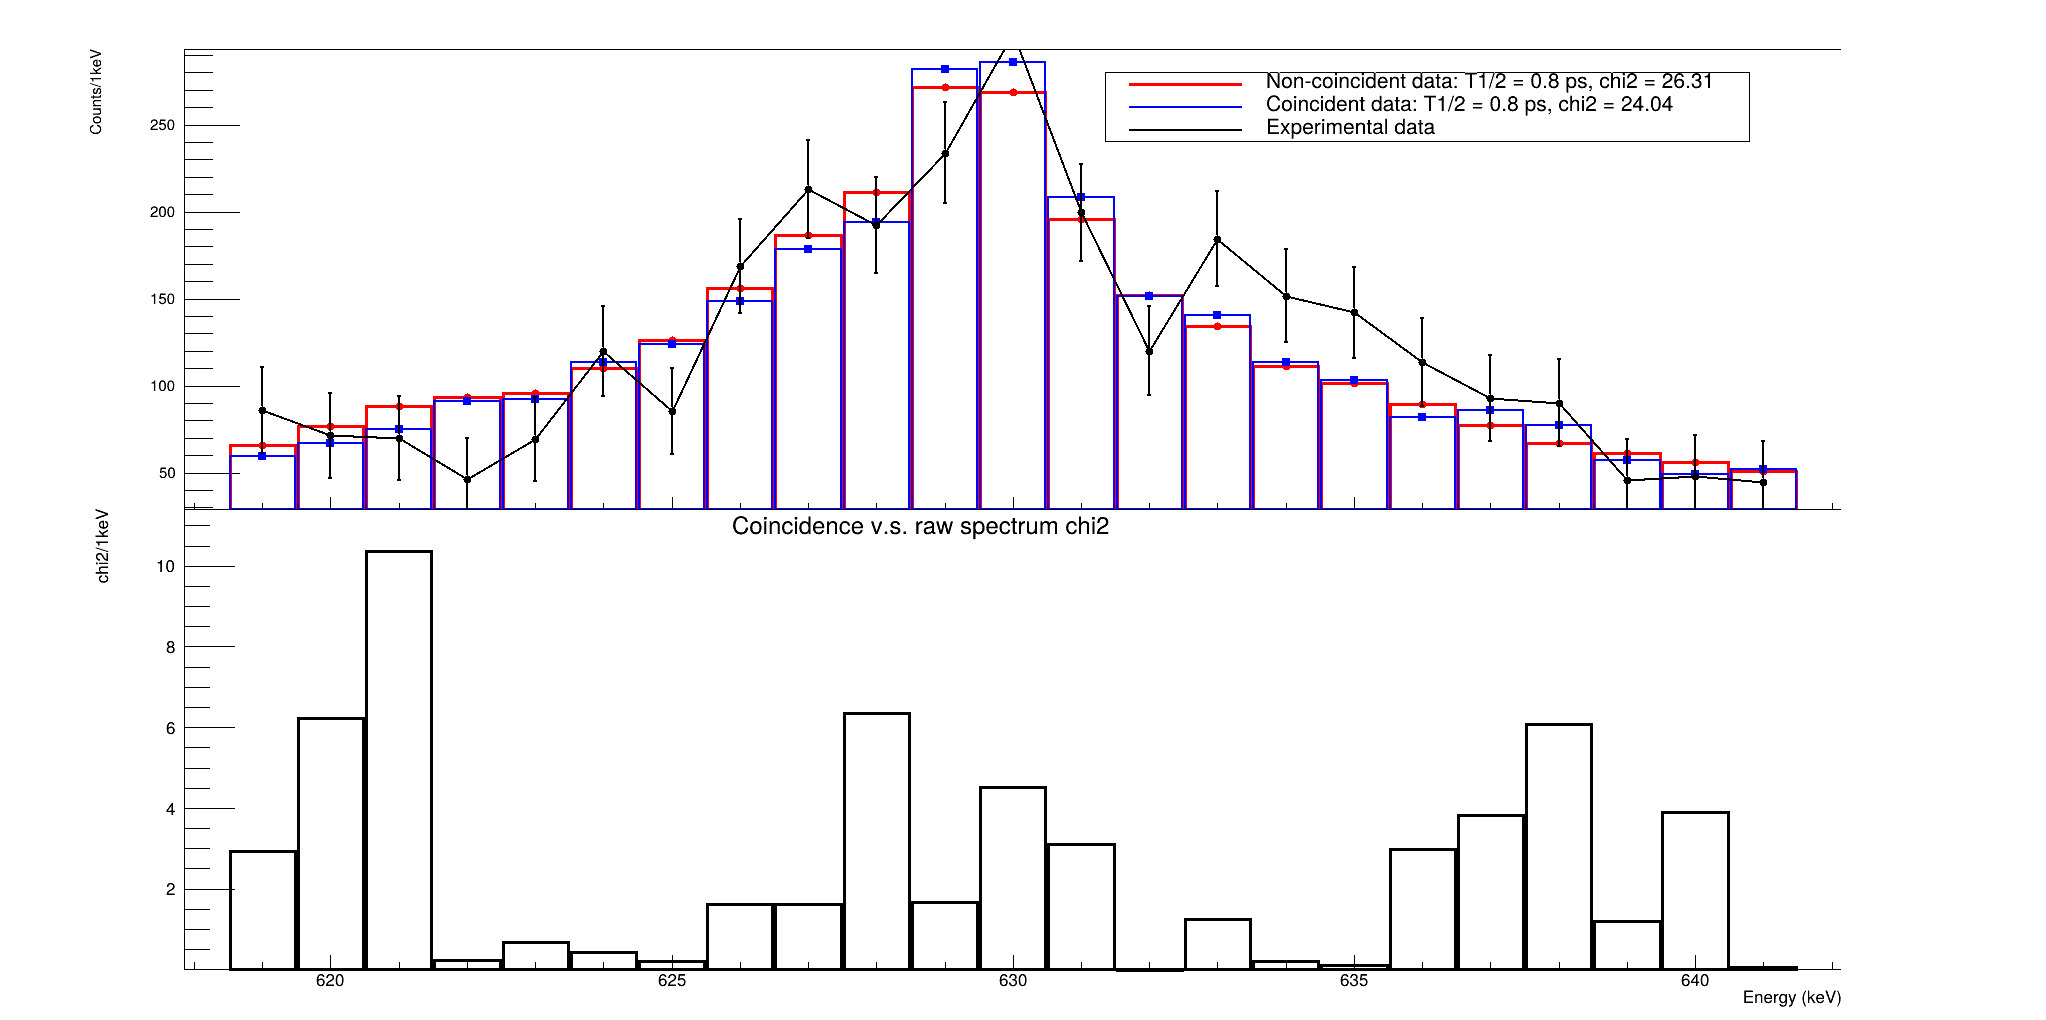 Counts/1keV
250
200
150
100
50
Non-coincident data: T1/2 = 0.8 ps, chi2 = 26.31
Coincident data: T1/2 = 0.8 ps, chi2 = 24.04
Experimental data
Coincidence v.s. raw spectrum chi2
chi2/1keV
10
8
6
4
2
620 625 630 635 640
Energy (keV)